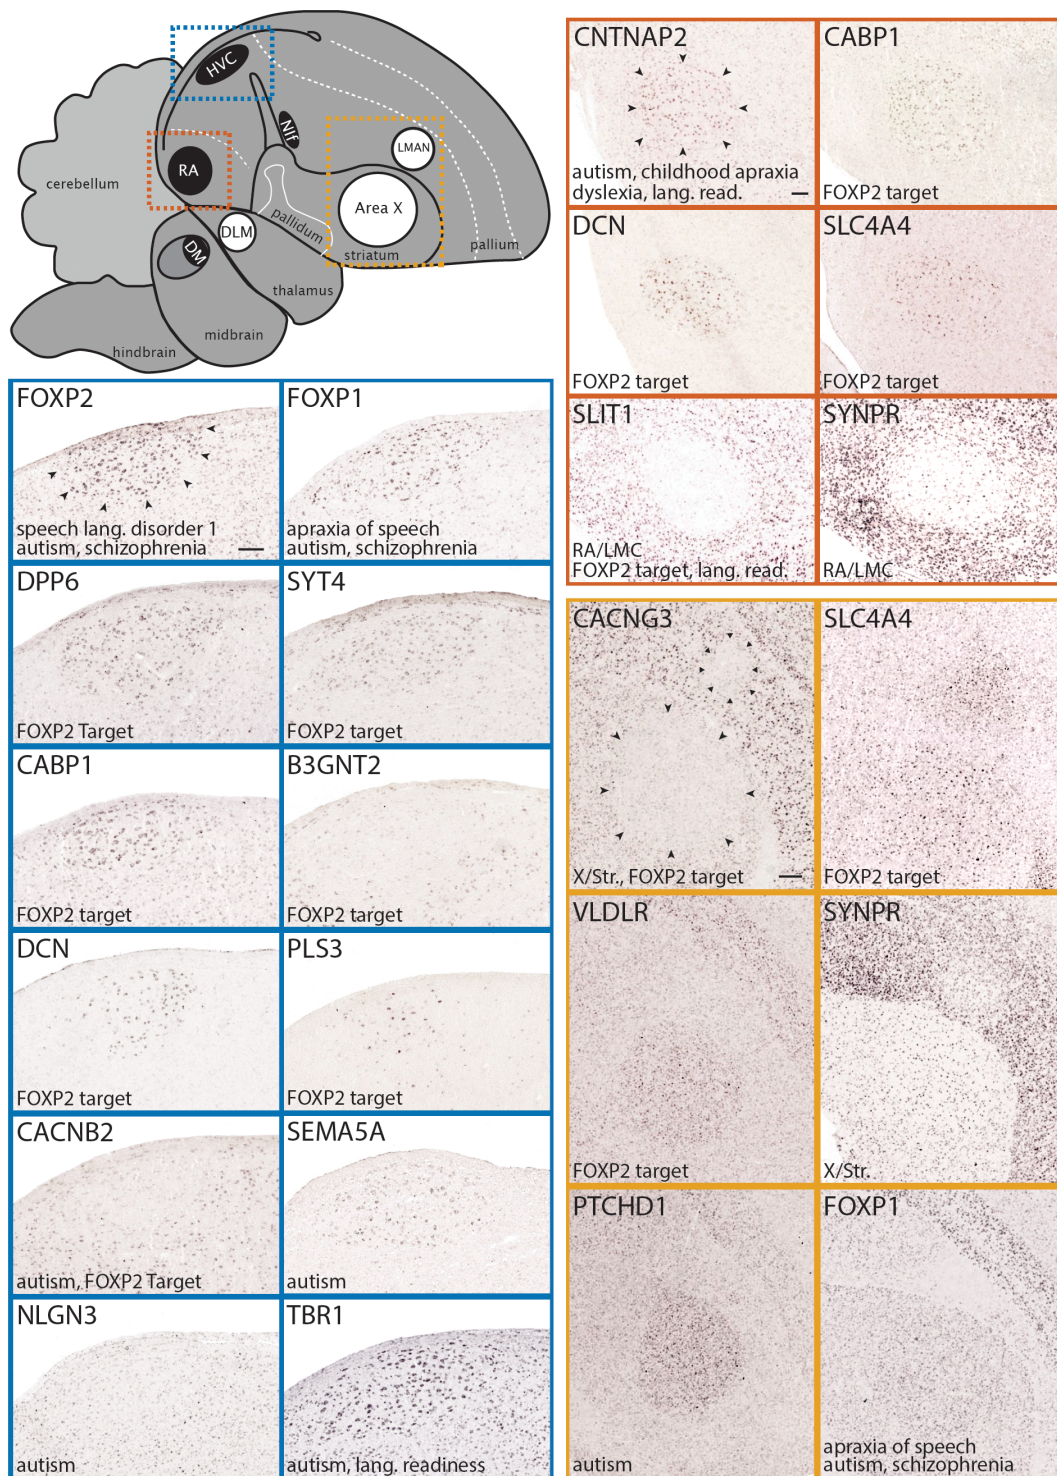 HVC
NIf
LMAN
RA
cerebellum
Area X
DLM
pallidum
DM
striatum
pallium
thalamus
midbrain
hindbrain
FOXP2
speech lang. disorder 1
autism, schizophrenia
FOXP1
apraxia of speech
autism, schizophrenia
DPP6
FOXP2 Target
SYT4
FOXP2 target
CABP1
FOXP2 target
B3GNT2
FOXP2 target
DCN
FOXP2 target
PLS3
FOXP2 target
CACNB2
autism, FOXP2 Target
SEMA5A
autism
NLGN3
autism
TBR1
autism, lang. readiness
CNTNAP2
autism, childhood apraxia
dyslexia, lang. read.
CABP1
FOXP2 target
DCN
FOXP2 target
SLC4A4
FOXP2 target
SLIT1
RA/LMC
FOXP2 target, lang. read.
SYNPR
RA/LMC
CACNG3
X/Str., FOXP2 target
SLC4A4
FOXP2 target
VLDLR
FOXP2 target
SYNPR
X/Str.
PTCHD1
autism
FOXP1
apraxia of speech
autism, schizophrenia